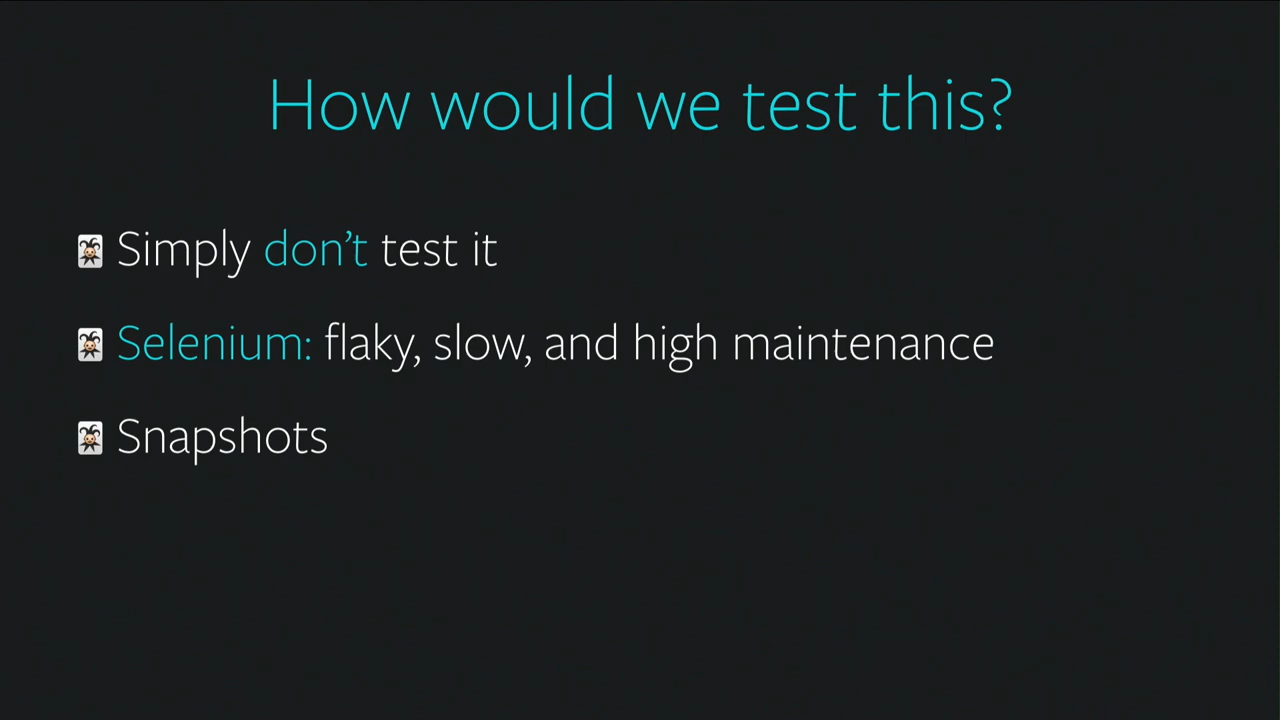 How would we test this?
Simply don’t test it
Selenium: flaky, slow, and high maintenance
Snapshots